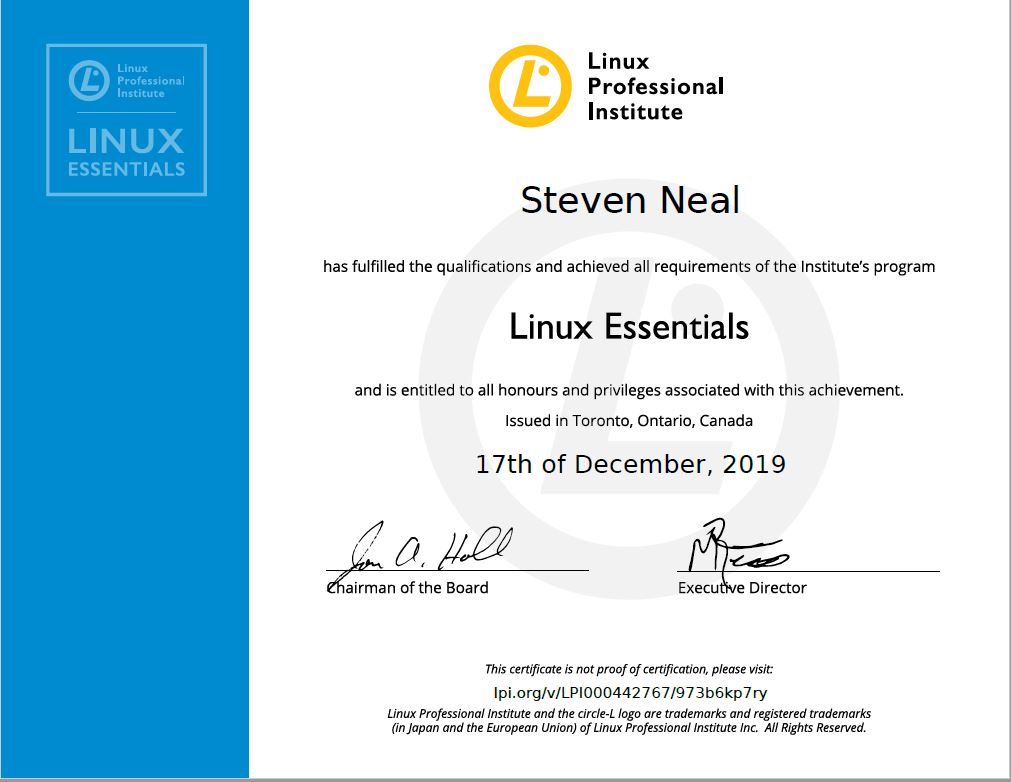 Linux
Professional
Institute
LINUX
ESSENTIALS
Linux
Professional
Institute
Steven Neal
has fulfilled the qualifications and achieved all requirements of the Institute's program
Linux Essentials
and is entitled to all honours and privileges associated with this achievement.
Issued in Toronto, Ontario, Canada
17th of December, 2019
Jon A. Hall
Chairman of the Board
Executive Director
This certificate is not proof of certification, please visit:
lpi.org/v/LPI000442767/973b6kp7ry
Linux Professional Institute and the circle-L logo are trademarks and registered trademarks
(in Japan and the European Union) of Linux Professional Institute Inc.  All Rights Reserved.